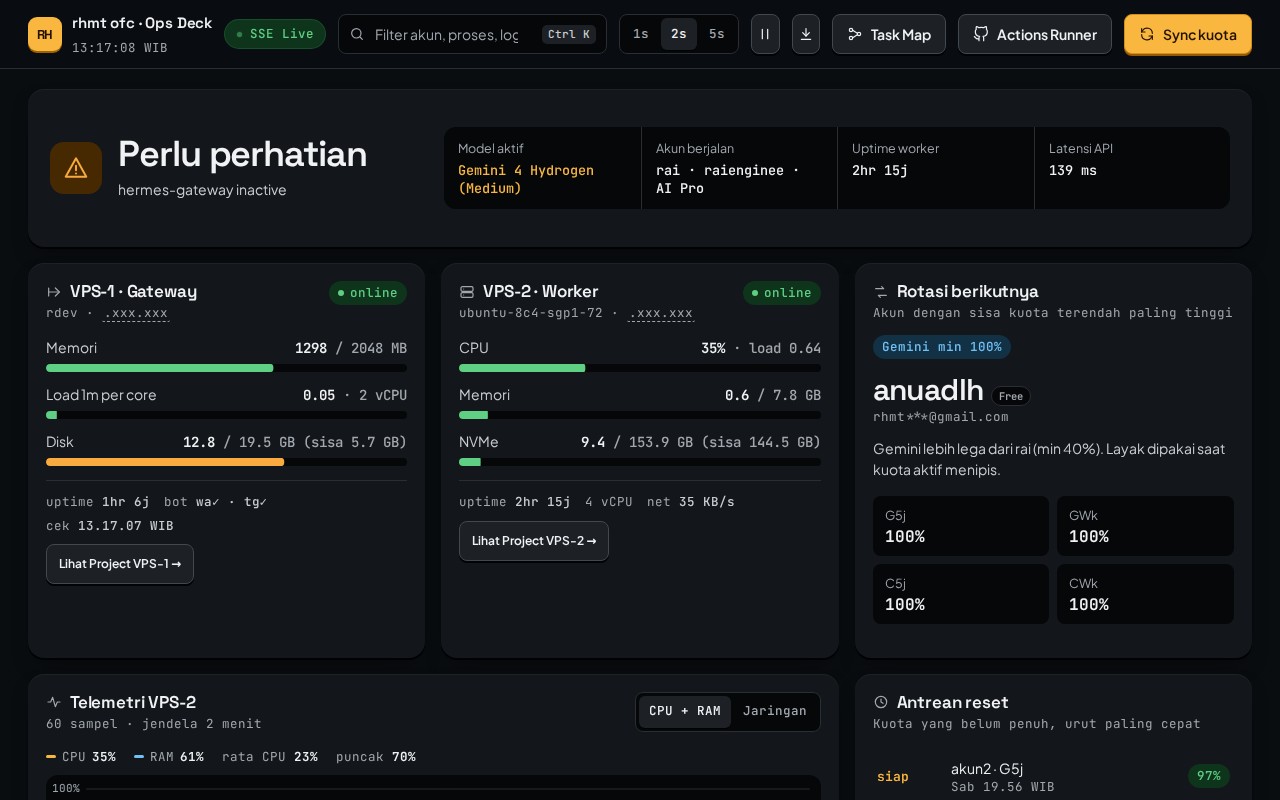 RH
rhmt ofc · Ops Deck
13:17:08 WIB
SSE Live
Filter akun, proses, log
Ctrl K
1s 2s 5s
Task Map
Actions Runner
Sync kuota
Perlu perhatian
hermes-gateway inactive
Model aktif
Gemini 4 Hydrogen
(Medium)
Akun berjalan
rai · raienginee ·
AI Pro
Uptime worker
2hr 15j
Latensi API
139 ms
VPS-1 · Gateway
online
rdev · .xxx.xxx
Memori 1298 / 2048 MB
Load 1m per core 0.05 · 2 vCPU
Disk 12.8 / 19.5 GB (sisa 5.7 GB)
uptime 1hr 6j bot wa✓ · tg✓
cek 13.17.07 WIB
Lihat Project VPS-1 →
VPS-2 · Worker
online
ubuntu-8c4-sgp1-72 · .xxx.xxx
CPU 35% · load 0.64
Memori 0.6 / 7.8 GB
NVMe 9.4 / 153.9 GB (sisa 144.5 GB)
uptime 2hr 15j 4 vCPU net 35 KB/s
Lihat Project VPS-2 →
Rotasi berikutnya
Akun dengan sisa kuota terendah paling tinggi
Gemini min 100%
anuadlh Free
rhmt***@gmail.com
Gemini lebih lega dari rai (min 40%). Layak dipakai saat
kuota aktif menipis.
G5j
100%
GWk
100%
C5j
100%
CWk
100%
Telemetri VPS-2
60 sampel · jendela 2 menit
CPU + RAM Jaringan
CPU 35% RAM 61% rata CPU 23% puncak 70%
100%
Antrean reset
Kuota yang belum penuh, urut paling cepat
siap
akun2 · G5j
Sab 19.56 WIB
97%